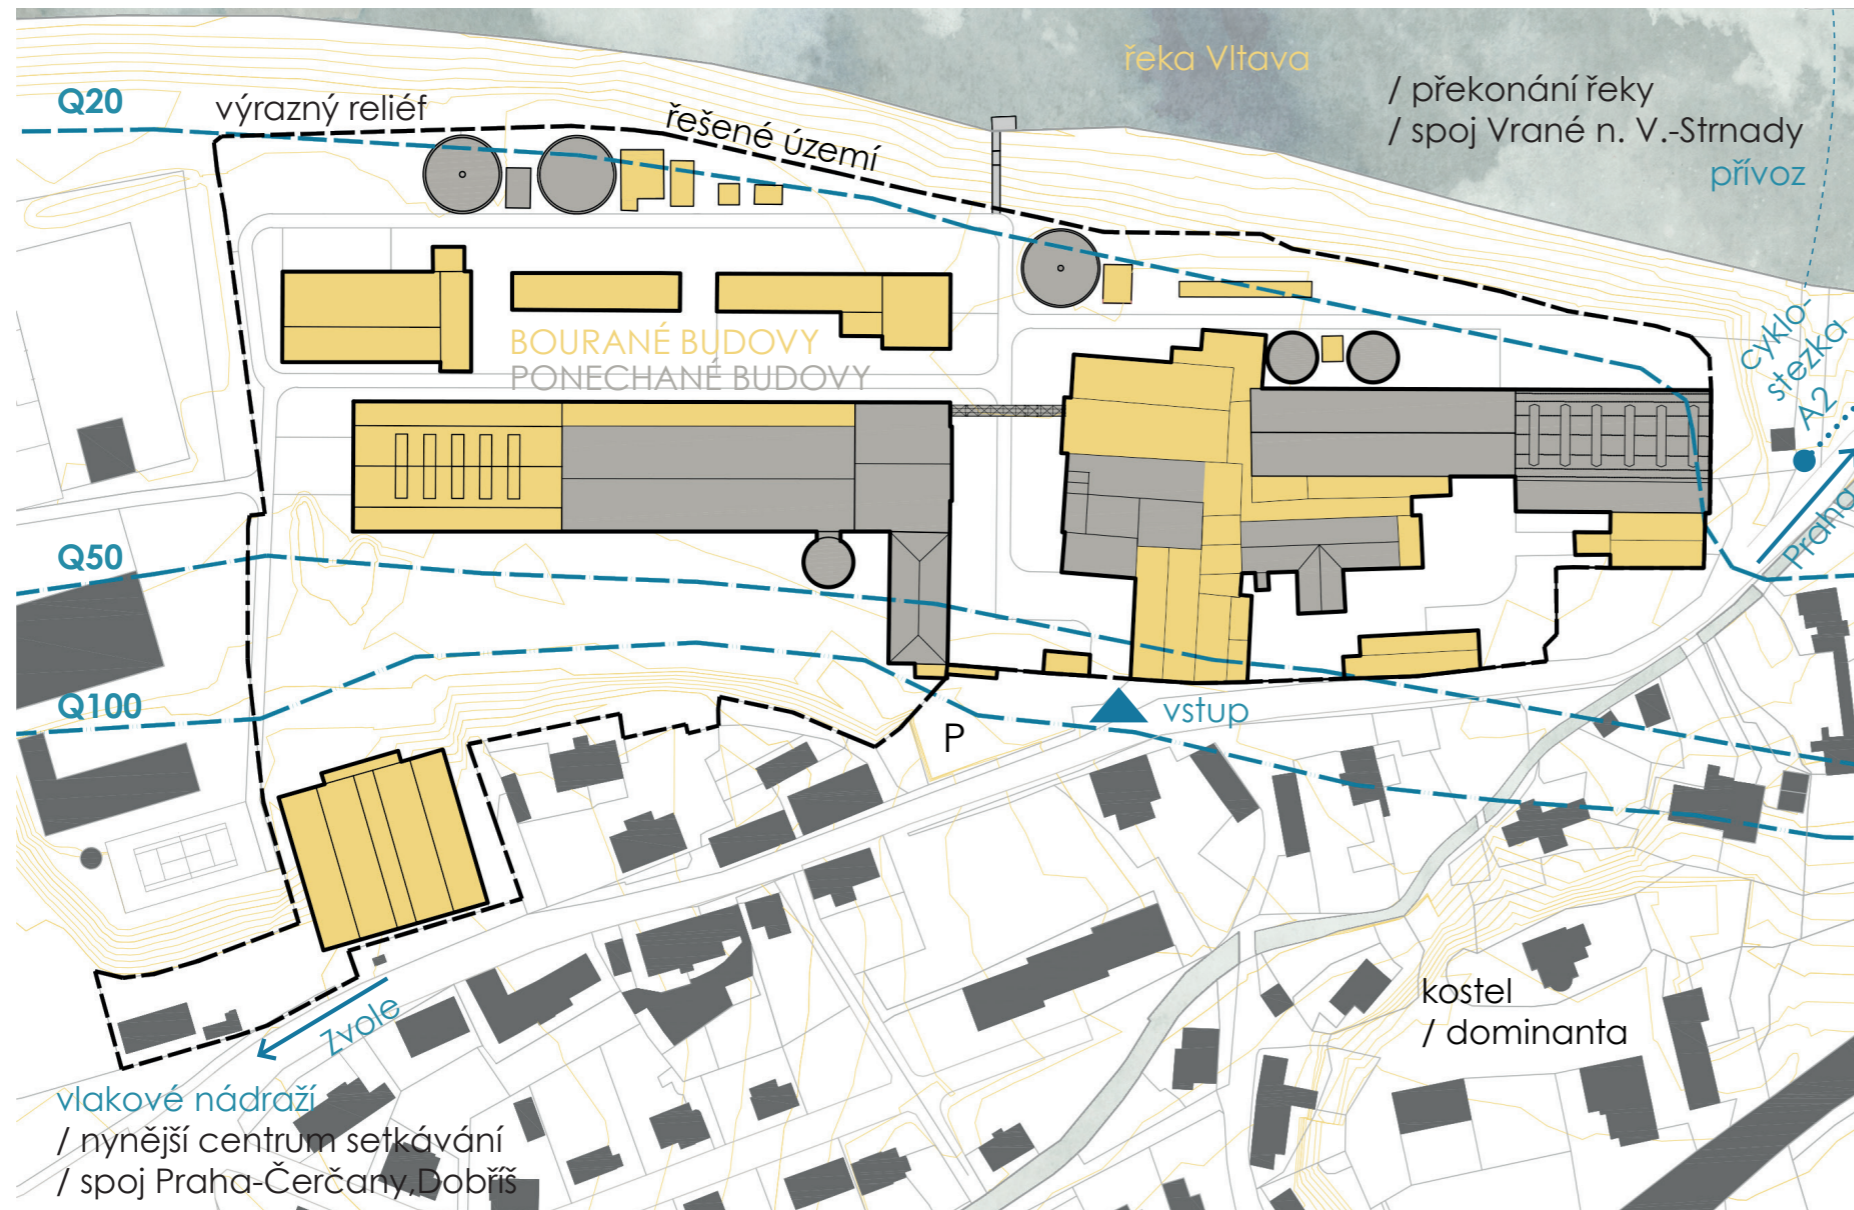 řeka Vltava
/ překonání řeky
/ spoj Vrané n. V.-Strnady
přívoz
Q20
výrazný reliéf
řešené území
cyklo-
stezka
A2
BOURANÉ BUDOVY
PONECHANÉ BUDOVY
Praha
Q50
Q100
vstup
P
kostel
/ dominanta
Zvole
vlakové nádraží
/ nynější centrum setkávání
/ spoj Praha-Čerčany,Dobříš